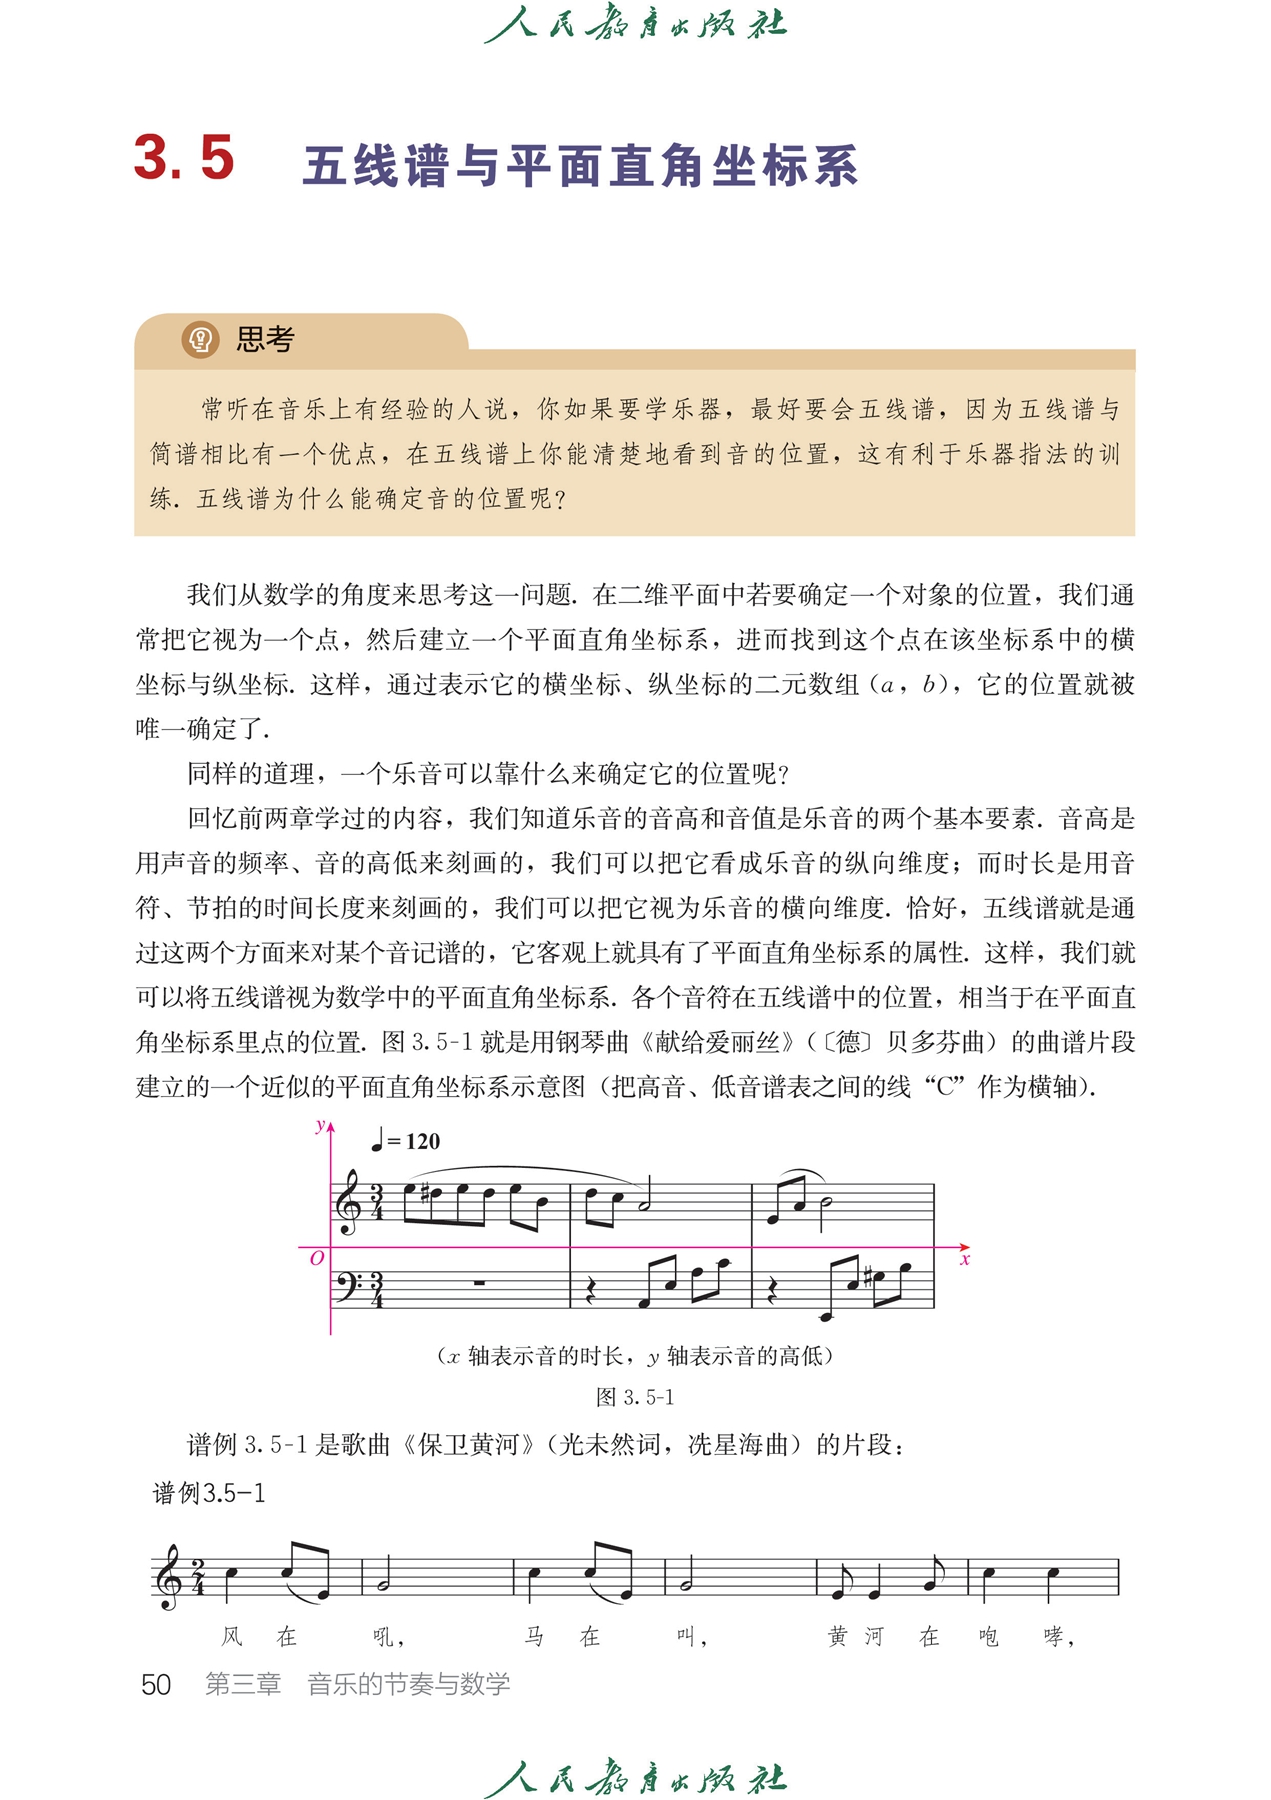 人民教育出版社
3.5 五线谱与平面直角坐标系
思考
常听在音乐上有经验的人说，你如果要学乐器，最好要会五线谱，因为五线谱与
简谱相比有一个优点，在五线谱上你能清楚地看到音的位置，这有利于乐器指法的训
练．五线谱为什么能确定音的位置呢？
我们从数学的角度来思考这一问题．在二维平面中若要确定一个对象的位置，我们通
常把它视为一个点，然后建立一个平面直角坐标系，进而找到这个点在该坐标系中的横
坐标与纵坐标．这样，通过表示它的横坐标、纵坐标的二元数组（a，b），它的位置就被
唯一确定了．
同样的道理，一个乐音可以靠什么来确定它的位置呢？
回忆前两章学过的内容，我们知道乐音的音高和音值是乐音的两个基本要素．音高是
用声音的频率、音的高低来刻画的，我们可以把它看成乐音的纵向维度；而时长是用音
符、节拍的时间长度来刻画的，我们可以把它视为乐音的横向维度．恰好，五线谱就是通
过这两个方面来对某个音记谱的，它客观上就具有了平面直角坐标系的属性．这样，我们就
可以将五线谱视为数学中的平面直角坐标系．各个音符在五线谱中的位置，相当于在平面直
角坐标系里点的位置．图3.5-1就是用钢琴曲《献给爱丽丝》（〔德〕贝多芬曲）的曲谱片段
建立的一个近似的平面直角坐标系示意图（把高音、低音谱表之间的线“C”作为横轴）．
y
♩=120
3
4
O
x
3
4
（x 轴表示音的时长，y 轴表示音的高低）
图 3.5-1
谱例 3.5-1 是歌曲《保卫黄河》（光未然词，冼星海曲）的片段：
谱例3.5-1
2
4
风 在 吼， 马 在 叫， 黄 河 在 咆 哮，
50 第三章 音乐的节奏与数学
人民教育出版社